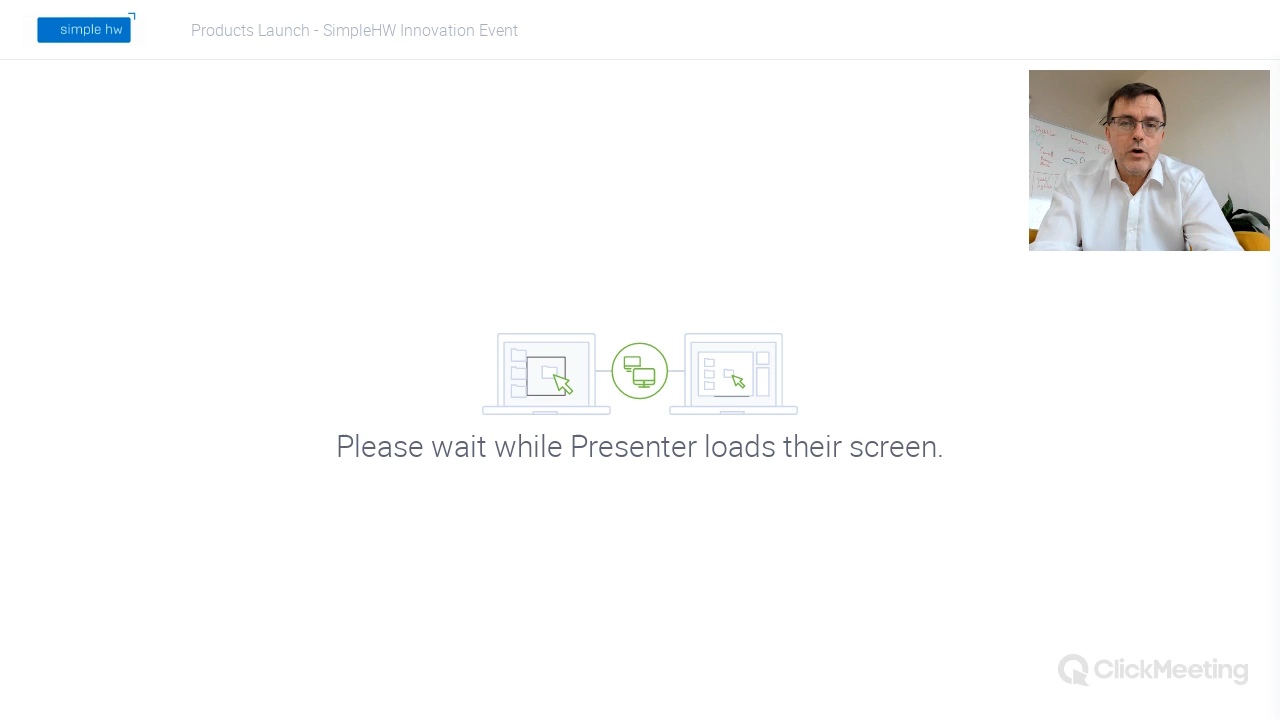 simple hw
Products Launch - SimpleHW Innovation Event
Please wait while Presenter loads their screen.
ClickMeeting